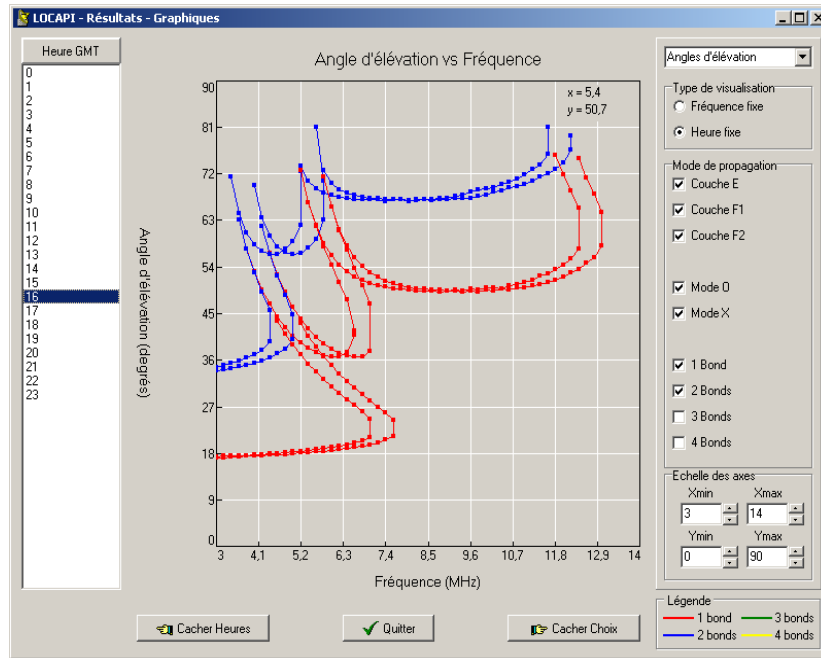 LOCAPI - Résultats - Graphiques
Heure GMT
0
1
2
3
4
5
6
7
8
9
10
11
12
13
14
15
16
17
18
19
20
21
22
23
Angle d'élévation vs Fréquence
x = 5,4
y = 50,7
90
81
72
63
54
45
36
27
18
9
0
Angle d'élévation (degrés)
3 4,1 5,2 6,3 7,4 8,5 9,6 10,7 11,8 12,9 14
Fréquence (MHz)
Cacher Heures
Quitter
Cacher Choix
Angles d'élévation
Type de visualisation
Fréquence fixe
Heure fixe
Mode de propagation
Couche E
Couche F1
Couche F2
Mode O
Mode X
1 Bond
2 Bonds
3 Bonds
4 Bonds
Echelle des axes
Xmin Xmax
3 14
Ymin Ymax
0 90
Légende
1 bond 3 bonds
2 bonds 4 bonds